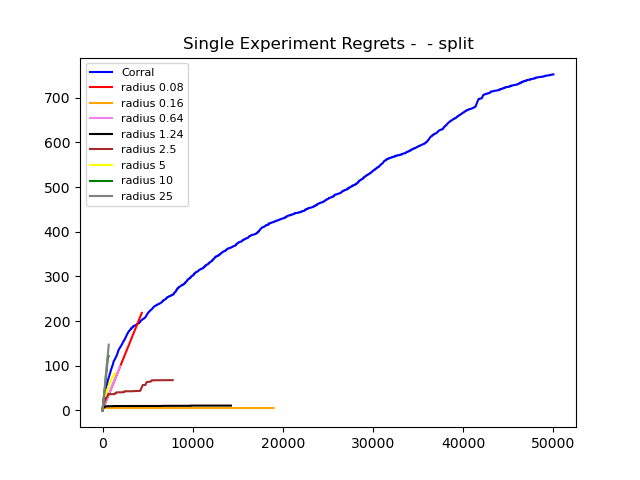 Single Experiment Regrets -  - split
Corral
radius 0.08
radius 0.16
radius 0.64
radius 1.24
radius 2.5
radius 5
radius 10
radius 25
700
600
500
400
300
200
100
0
0 10000 20000 30000 40000 50000